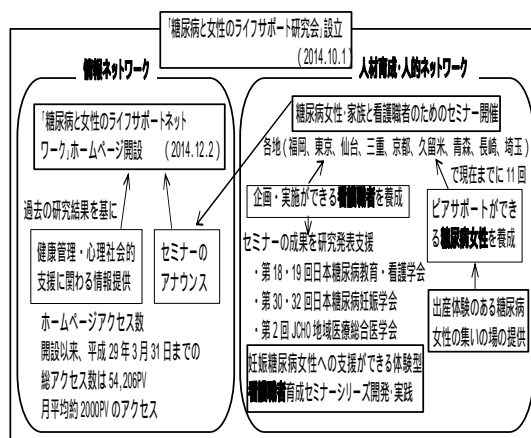 「糖尿病と女性のライフサポート研究会」設立
(2014.10.1)
情報ネットワーク
「糖尿病と女性のライフサポートネット
ワーク」ホームページ開設 (2014.12.2)
過去の研究結果を基に
健康管理・心理社会的
支援に関わる情報提供
セミナーの
アナウンス
ホームページアクセス数
開設以来、平成29年3月31日までの
総アクセス数は54,206PV
月平均約2000PVのアクセス
人材育成・人的ネットワーク
糖尿病女性・家族と看護職者のためのセミナー開催
各地(福岡、東京、仙台、三重、京都、久留米、青森、長崎、埼玉)
で現在までに11回
企画・実施ができる看護職者を養成
ピアサポートができ
る糖尿病女性を養成
セミナーの成果を研究発表支援
・第18・19回日本糖尿病教育・看護学会
・第30・32回日本糖尿病妊娠学会
・第2回JCHO地域医療総合医学会
出産体験のある糖尿病
女性の集いの場の提供
妊娠糖尿病女性への支援ができる体験型
看護職者育成セミナーシリーズ開発・実践